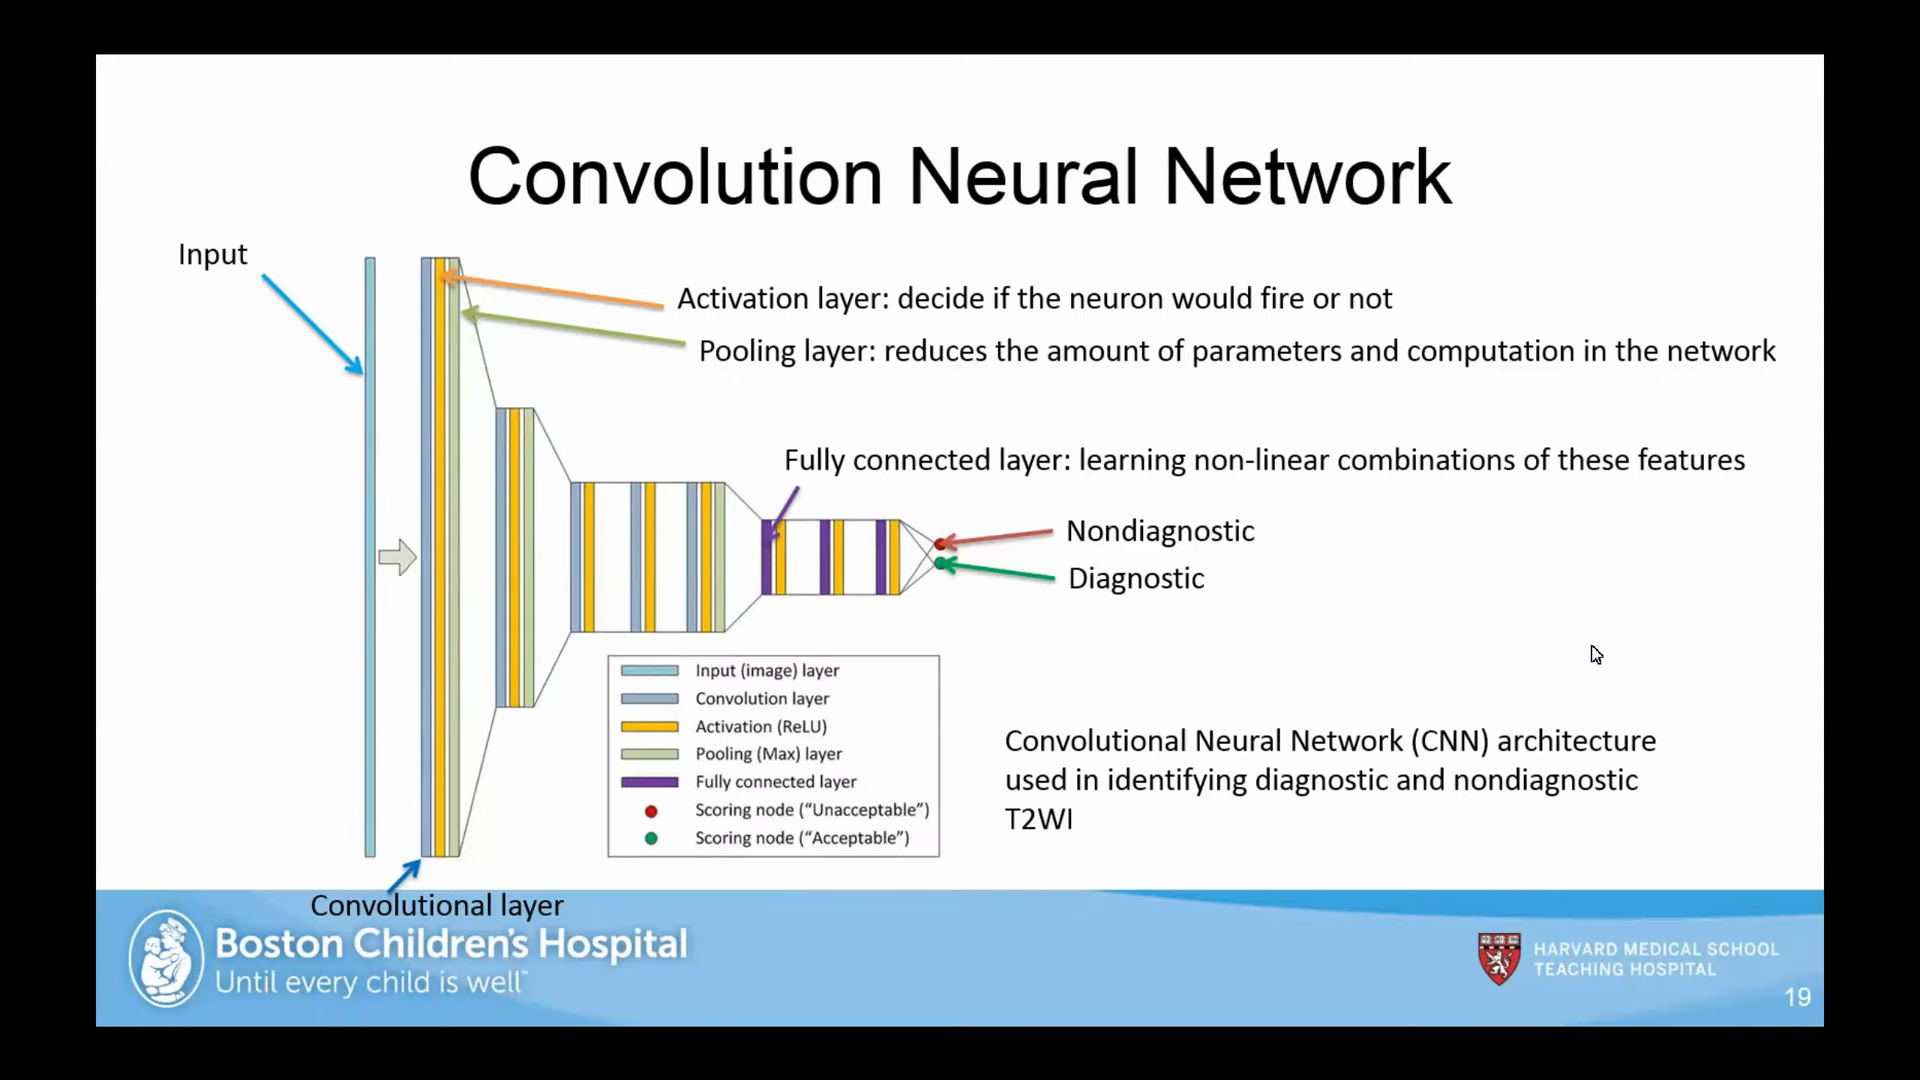 Convolution Neural Network
Input
Activation layer: decide if the neuron would fire or not
Pooling layer: reduces the amount of parameters and computation in the network
Fully connected layer: learning non-linear combinations of these features
Nondiagnostic
Diagnostic
Input (image) layer
Convolution layer
Activation (ReLU)
Pooling (Max) layer
Fully connected layer
Scoring node (“Unacceptable”)
Scoring node (“Acceptable”)
Convolutional Neural Network (CNN) architecture
used in identifying diagnostic and nondiagnostic
T2WI
Convolutional layer
Boston Children's Hospital
Until every child is well™
HARVARD MEDICAL SCHOOL
TEACHING HOSPITAL
19